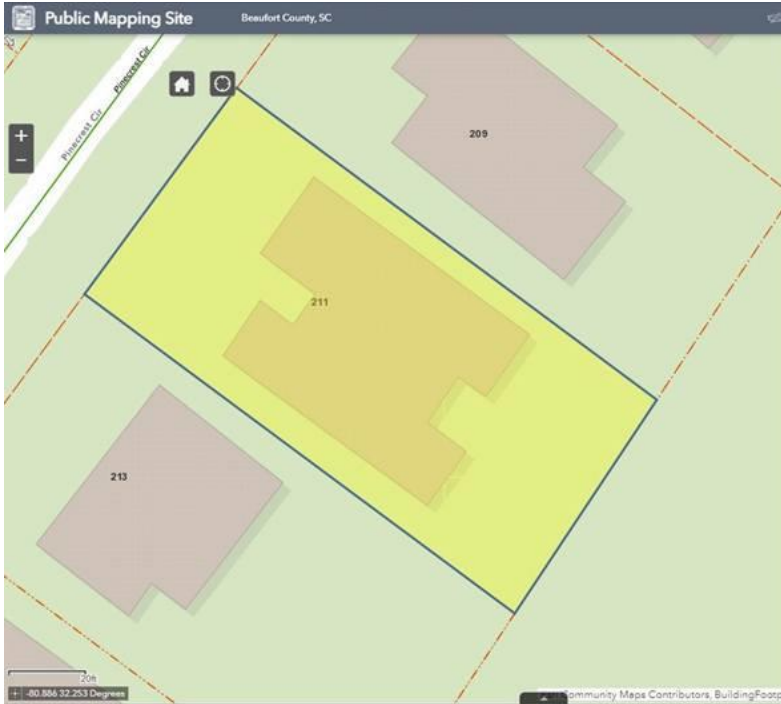 Public Mapping Site
Beaufort County, SC
Pinecrest Cir
Pinecrest Cir
209
211
213
20ft
-80.886 32.253 Degrees
Community Maps Contributors, BuildingFootp